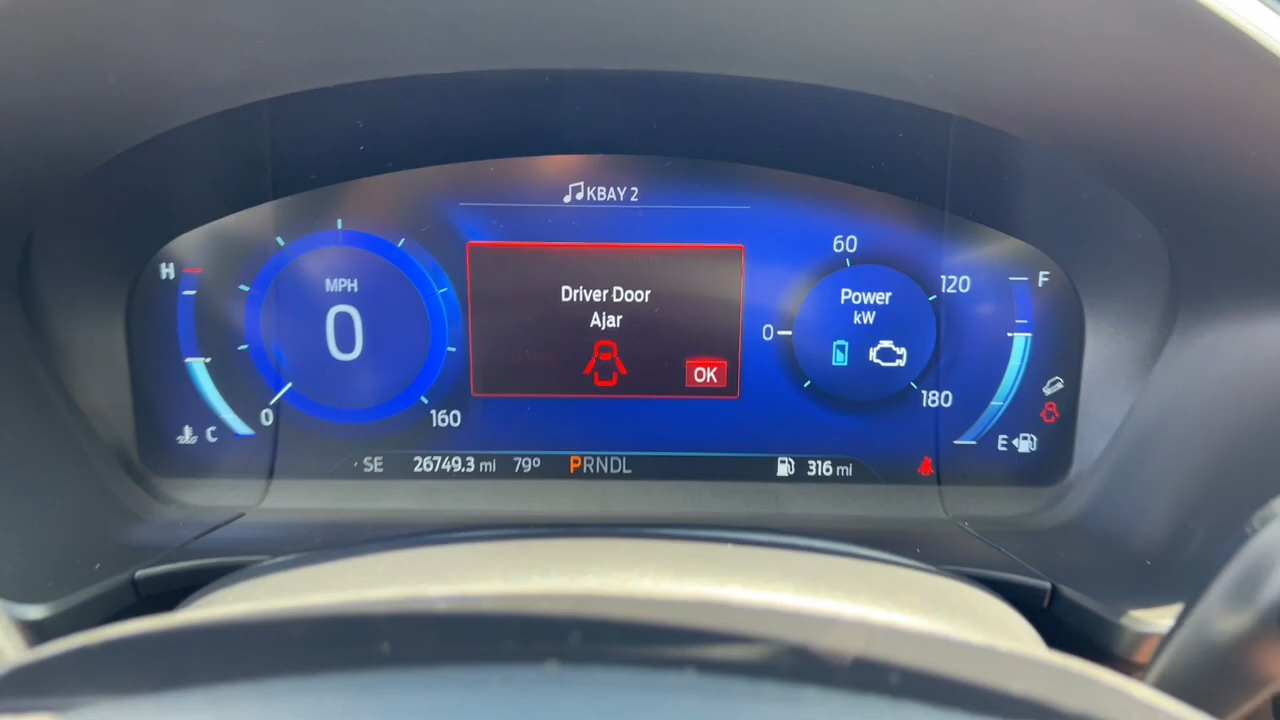 KBAY 2
H
C
MPH
0
0
160
Driver Door
Ajar
OK
60
0
120
180
Power
kW
F
E
SE
26749.3 mi
79°
PRNDL
316 mi